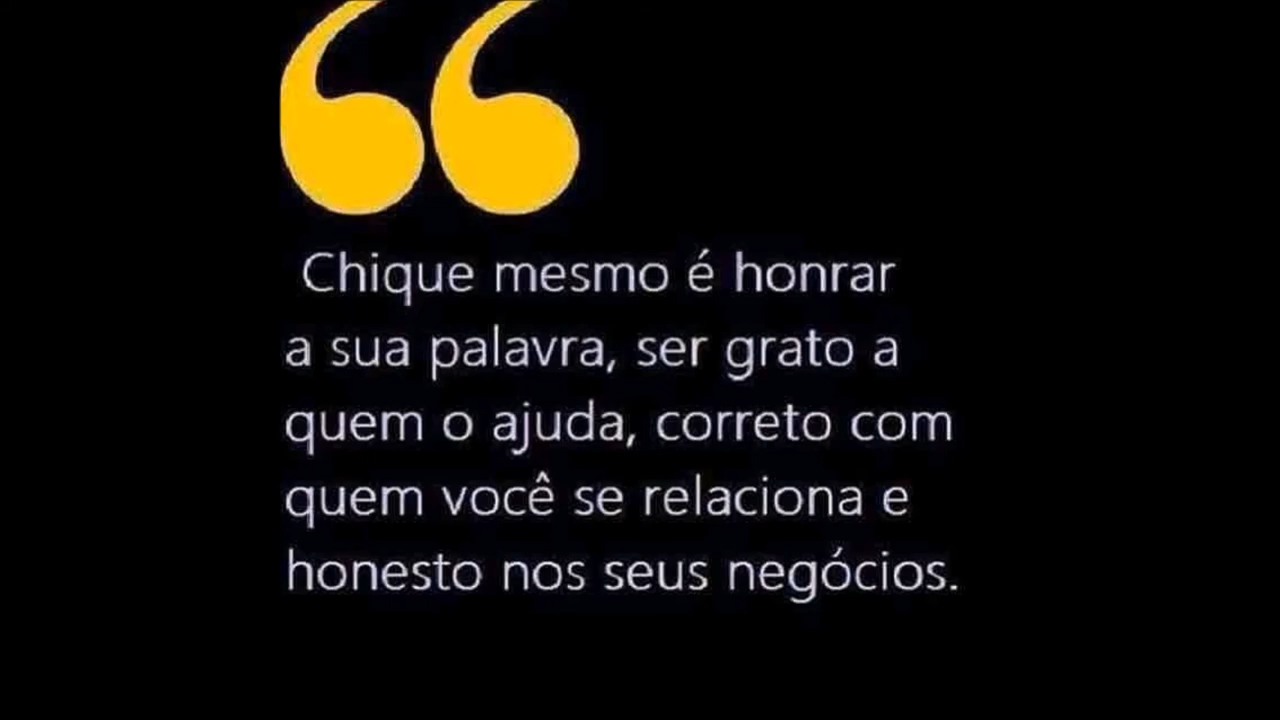 Chique mesmo é honrar
a sua palavra, ser grato a
quem o ajuda, correto com
quem você se relaciona e
honesto nos seus negócios.